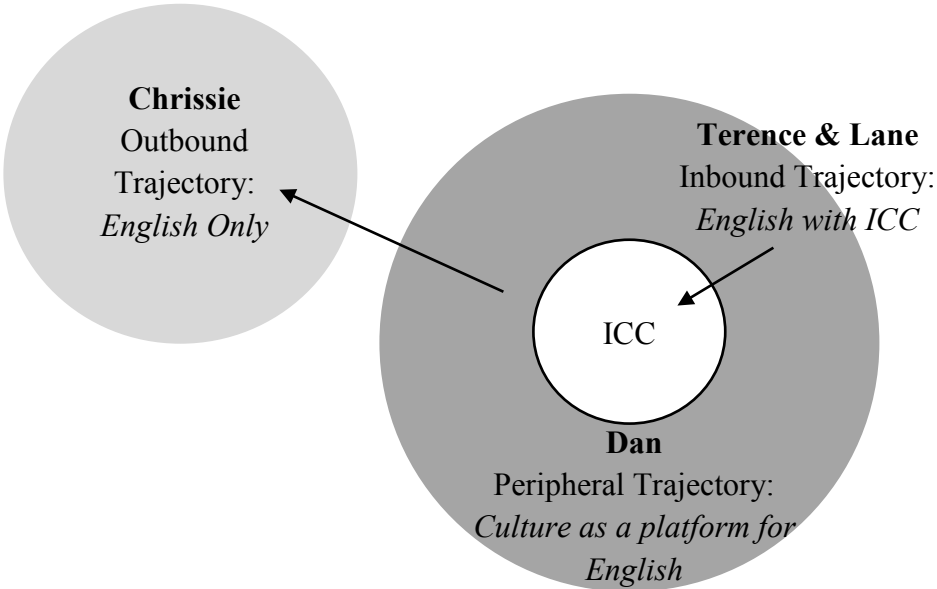 Chrissie
Outbound
Trajectory:
English Only
Terence & Lane
Inbound Trajectory:
English with ICC
ICC
Dan
Peripheral Trajectory:
Culture as a platform for
English